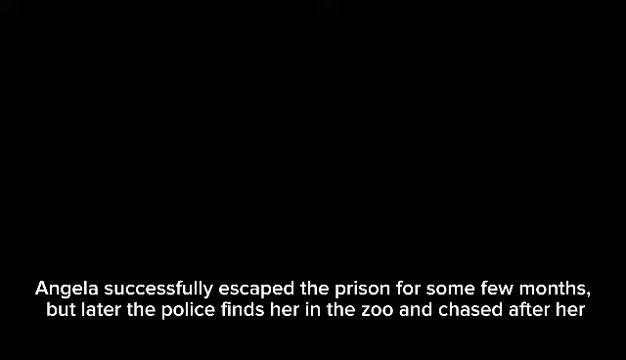 Angela successfully escaped the prison for some few months,
but later the police finds her in the zoo and chased after her